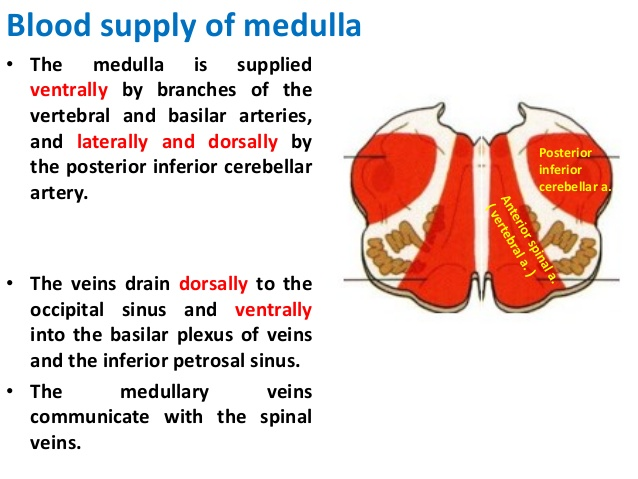 Blood supply of medulla
• The medulla is supplied
ventrally by branches of the
vertebral and basilar arteries,
and laterally and dorsally by
the posterior inferior cerebellar
artery.
• The veins drain dorsally to the
occipital sinus and ventrally
into the basilar plexus of veins
and the inferior petrosal sinus.
• The medullary veins
communicate with the spinal
veins.
Posterior
inferior
cerebellar a.
Anterior spinal a.
( vertebral a. )